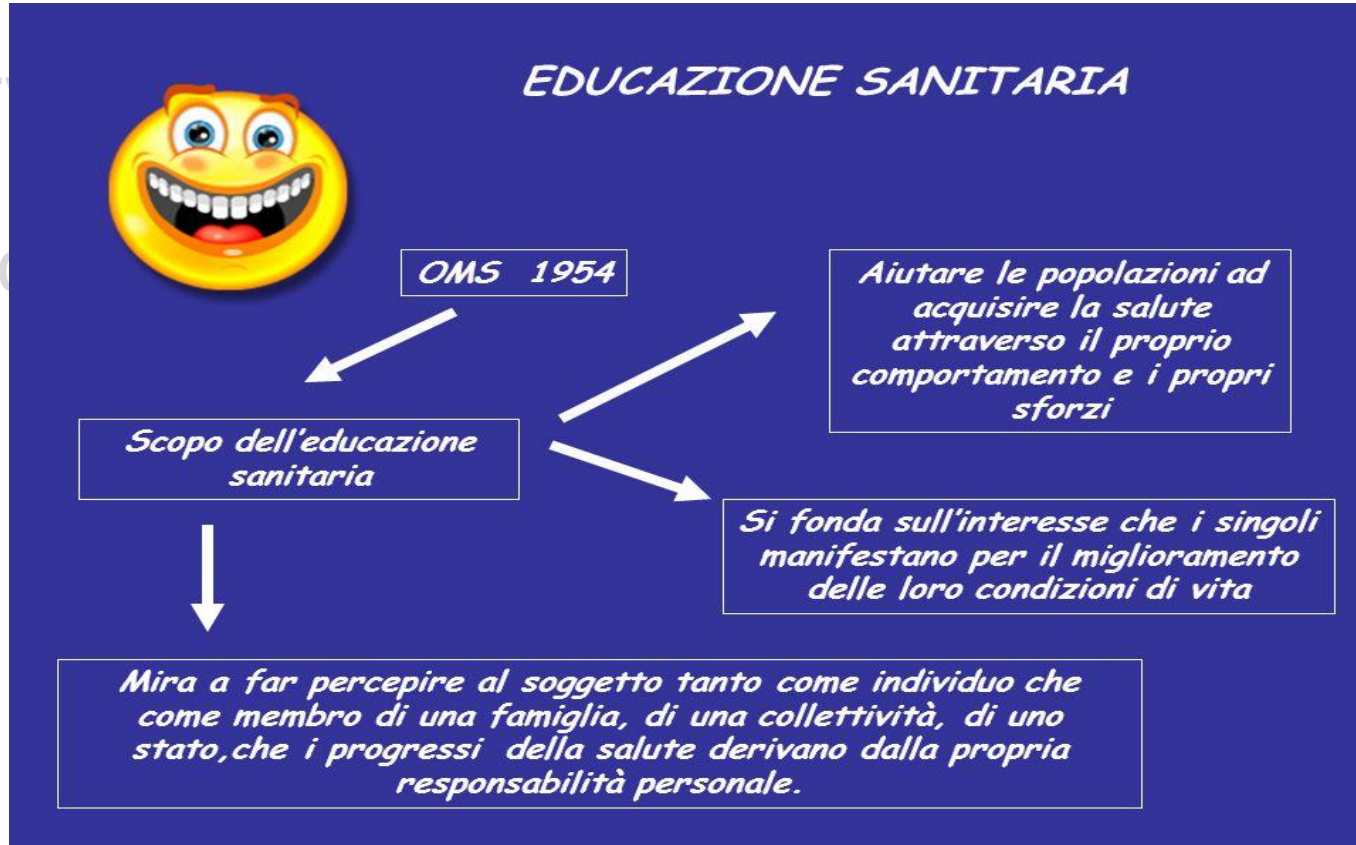 EDUCAZIONE SANITARIA
OMS 1954
Aiutare le popolazioni ad
acquisire la salute
attraverso il proprio
comportamento e i propri
sforzi
Scopo dell'educazione
sanitaria
Si fonda sull'interesse che i singoli
manifestano per il miglioramento
delle loro condizioni di vita
Mira a far percepire al soggetto tanto come individuo che
come membro di una famiglia, di una collettività, di uno
stato,che i progressi della salute derivano dalla propria
responsabilità personale.